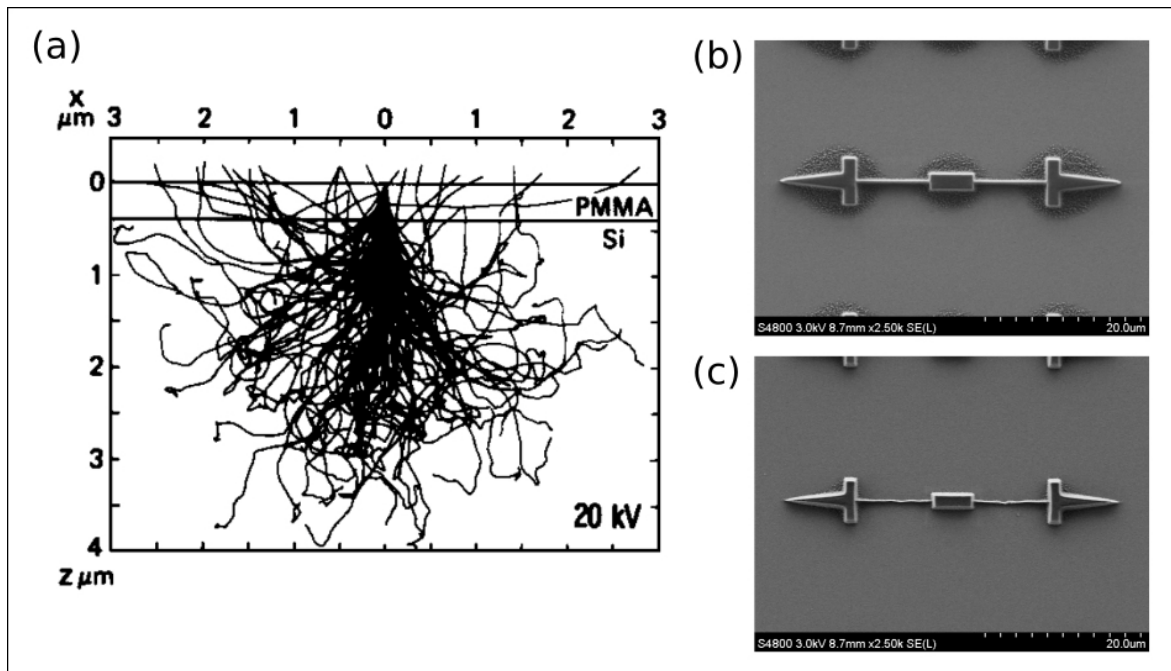 (a)
X
μm
3 2 1 0 1 2 3
0
PMMA
Si
1
2
3
20 kV
4
Z μm
(b)
S4800 3.0kV 8.7mm x2.50k SE(L) 20.0um
(c)
S4800 3.0kV 8.7mm x2.50k SE(L) 20.0um